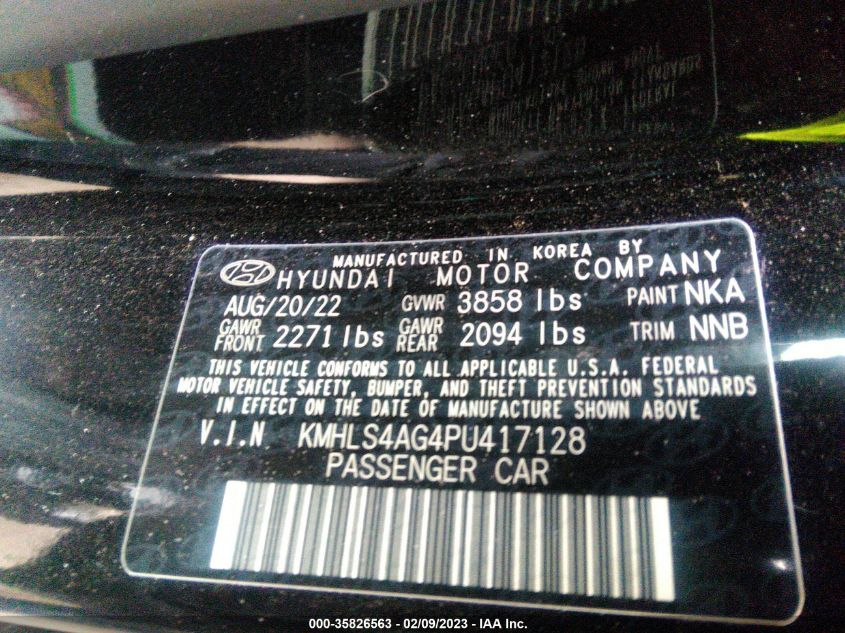 MANUFACTURED IN KOREA BY
HYUNDAI MOTOR COMPANY
AUG/20/22 GVWR 3858 lbs PAINT NKA
GAWR FRONT 2271 lbs GAWR REAR 2094 lbs TRIM NNB
THIS VEHICLE CONFORMS TO ALL APPLICABLE U.S.A. FEDERAL
MOTOR VEHICLE SAFETY, BUMPER, AND THEFT PREVENTION STANDARDS
IN EFFECT ON THE DATE OF MANUFACTURE SHOWN ABOVE
V.I.N KMHLS4AG4PU417128
PASSENGER CAR
000-35826563 - 02/09/2023 - IAA Inc.